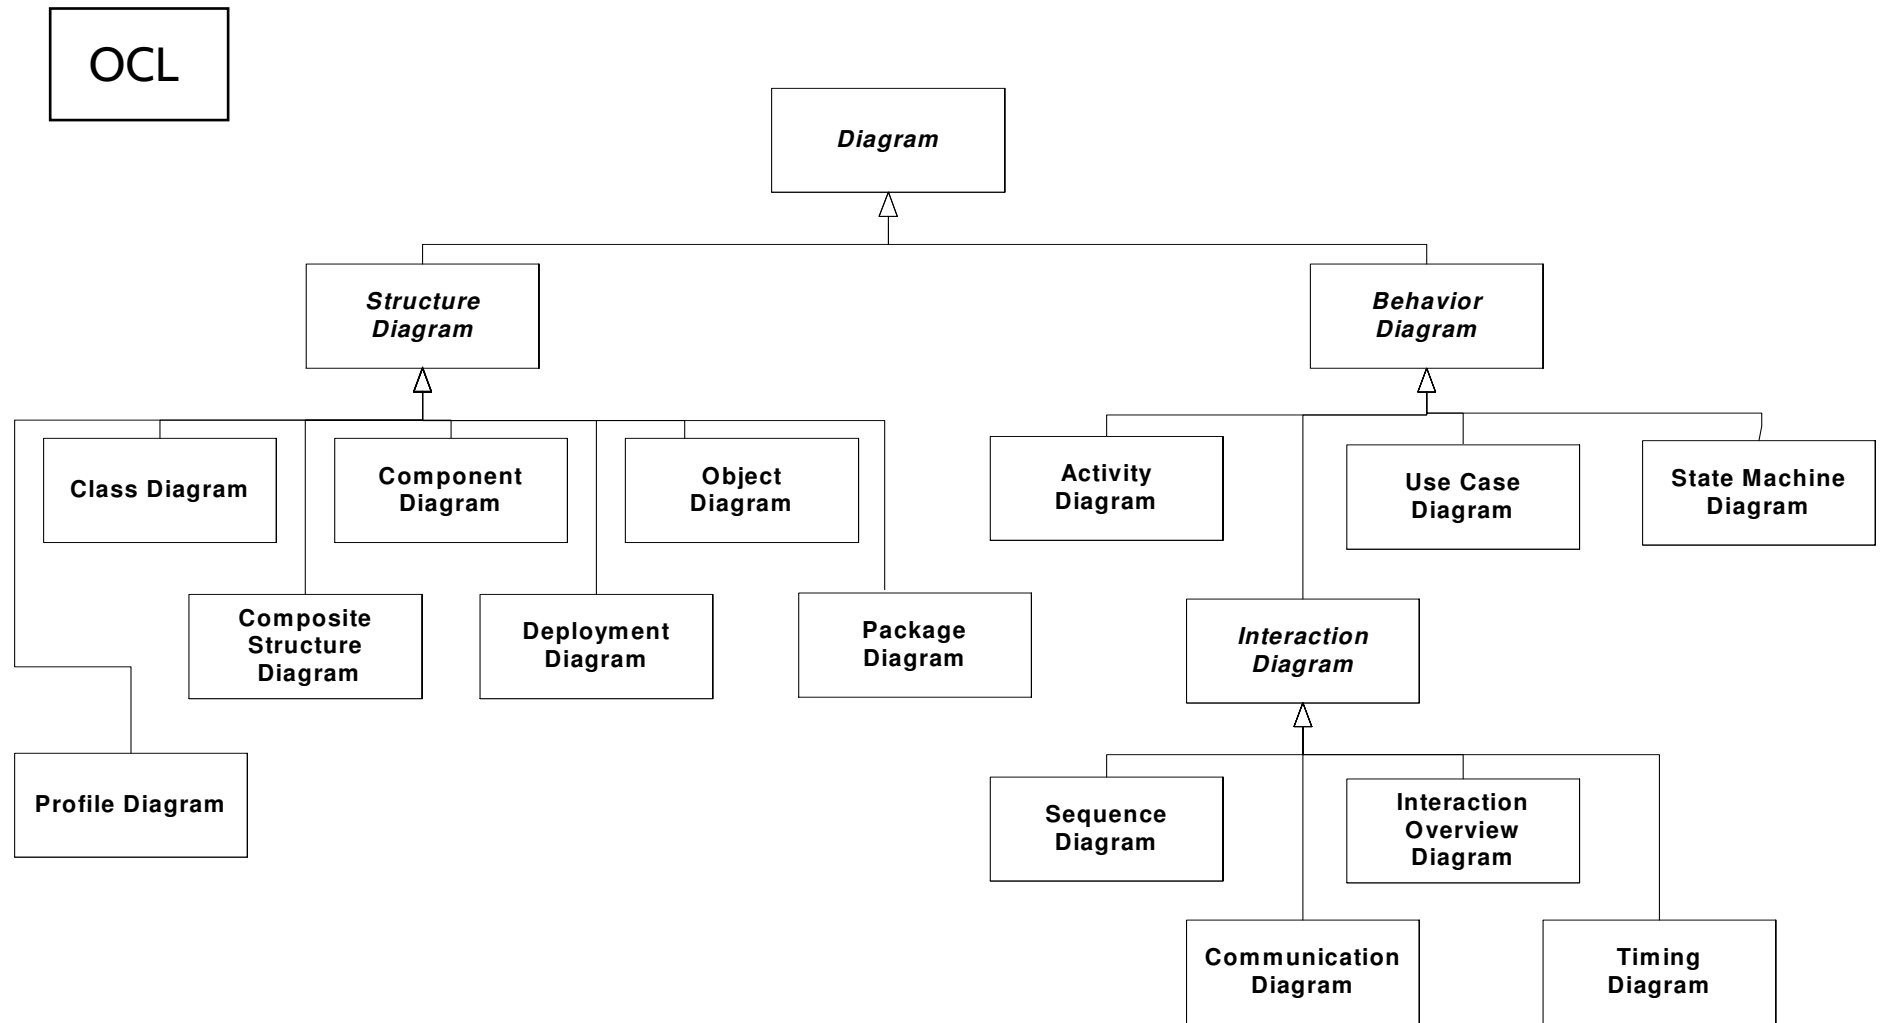 OCL
Diagram
Structure
Diagram
Behavior
Diagram
Class Diagram
Component
Diagram
Object
Diagram
Activity
Diagram
Use Case
Diagram
State Machine
Diagram
Composite
Structure
Diagram
Deployment
Diagram
Package
Diagram
Interaction
Diagram
Profile Diagram
Sequence
Diagram
Interaction
Overview
Diagram
Communication
Diagram
Timing
Diagram